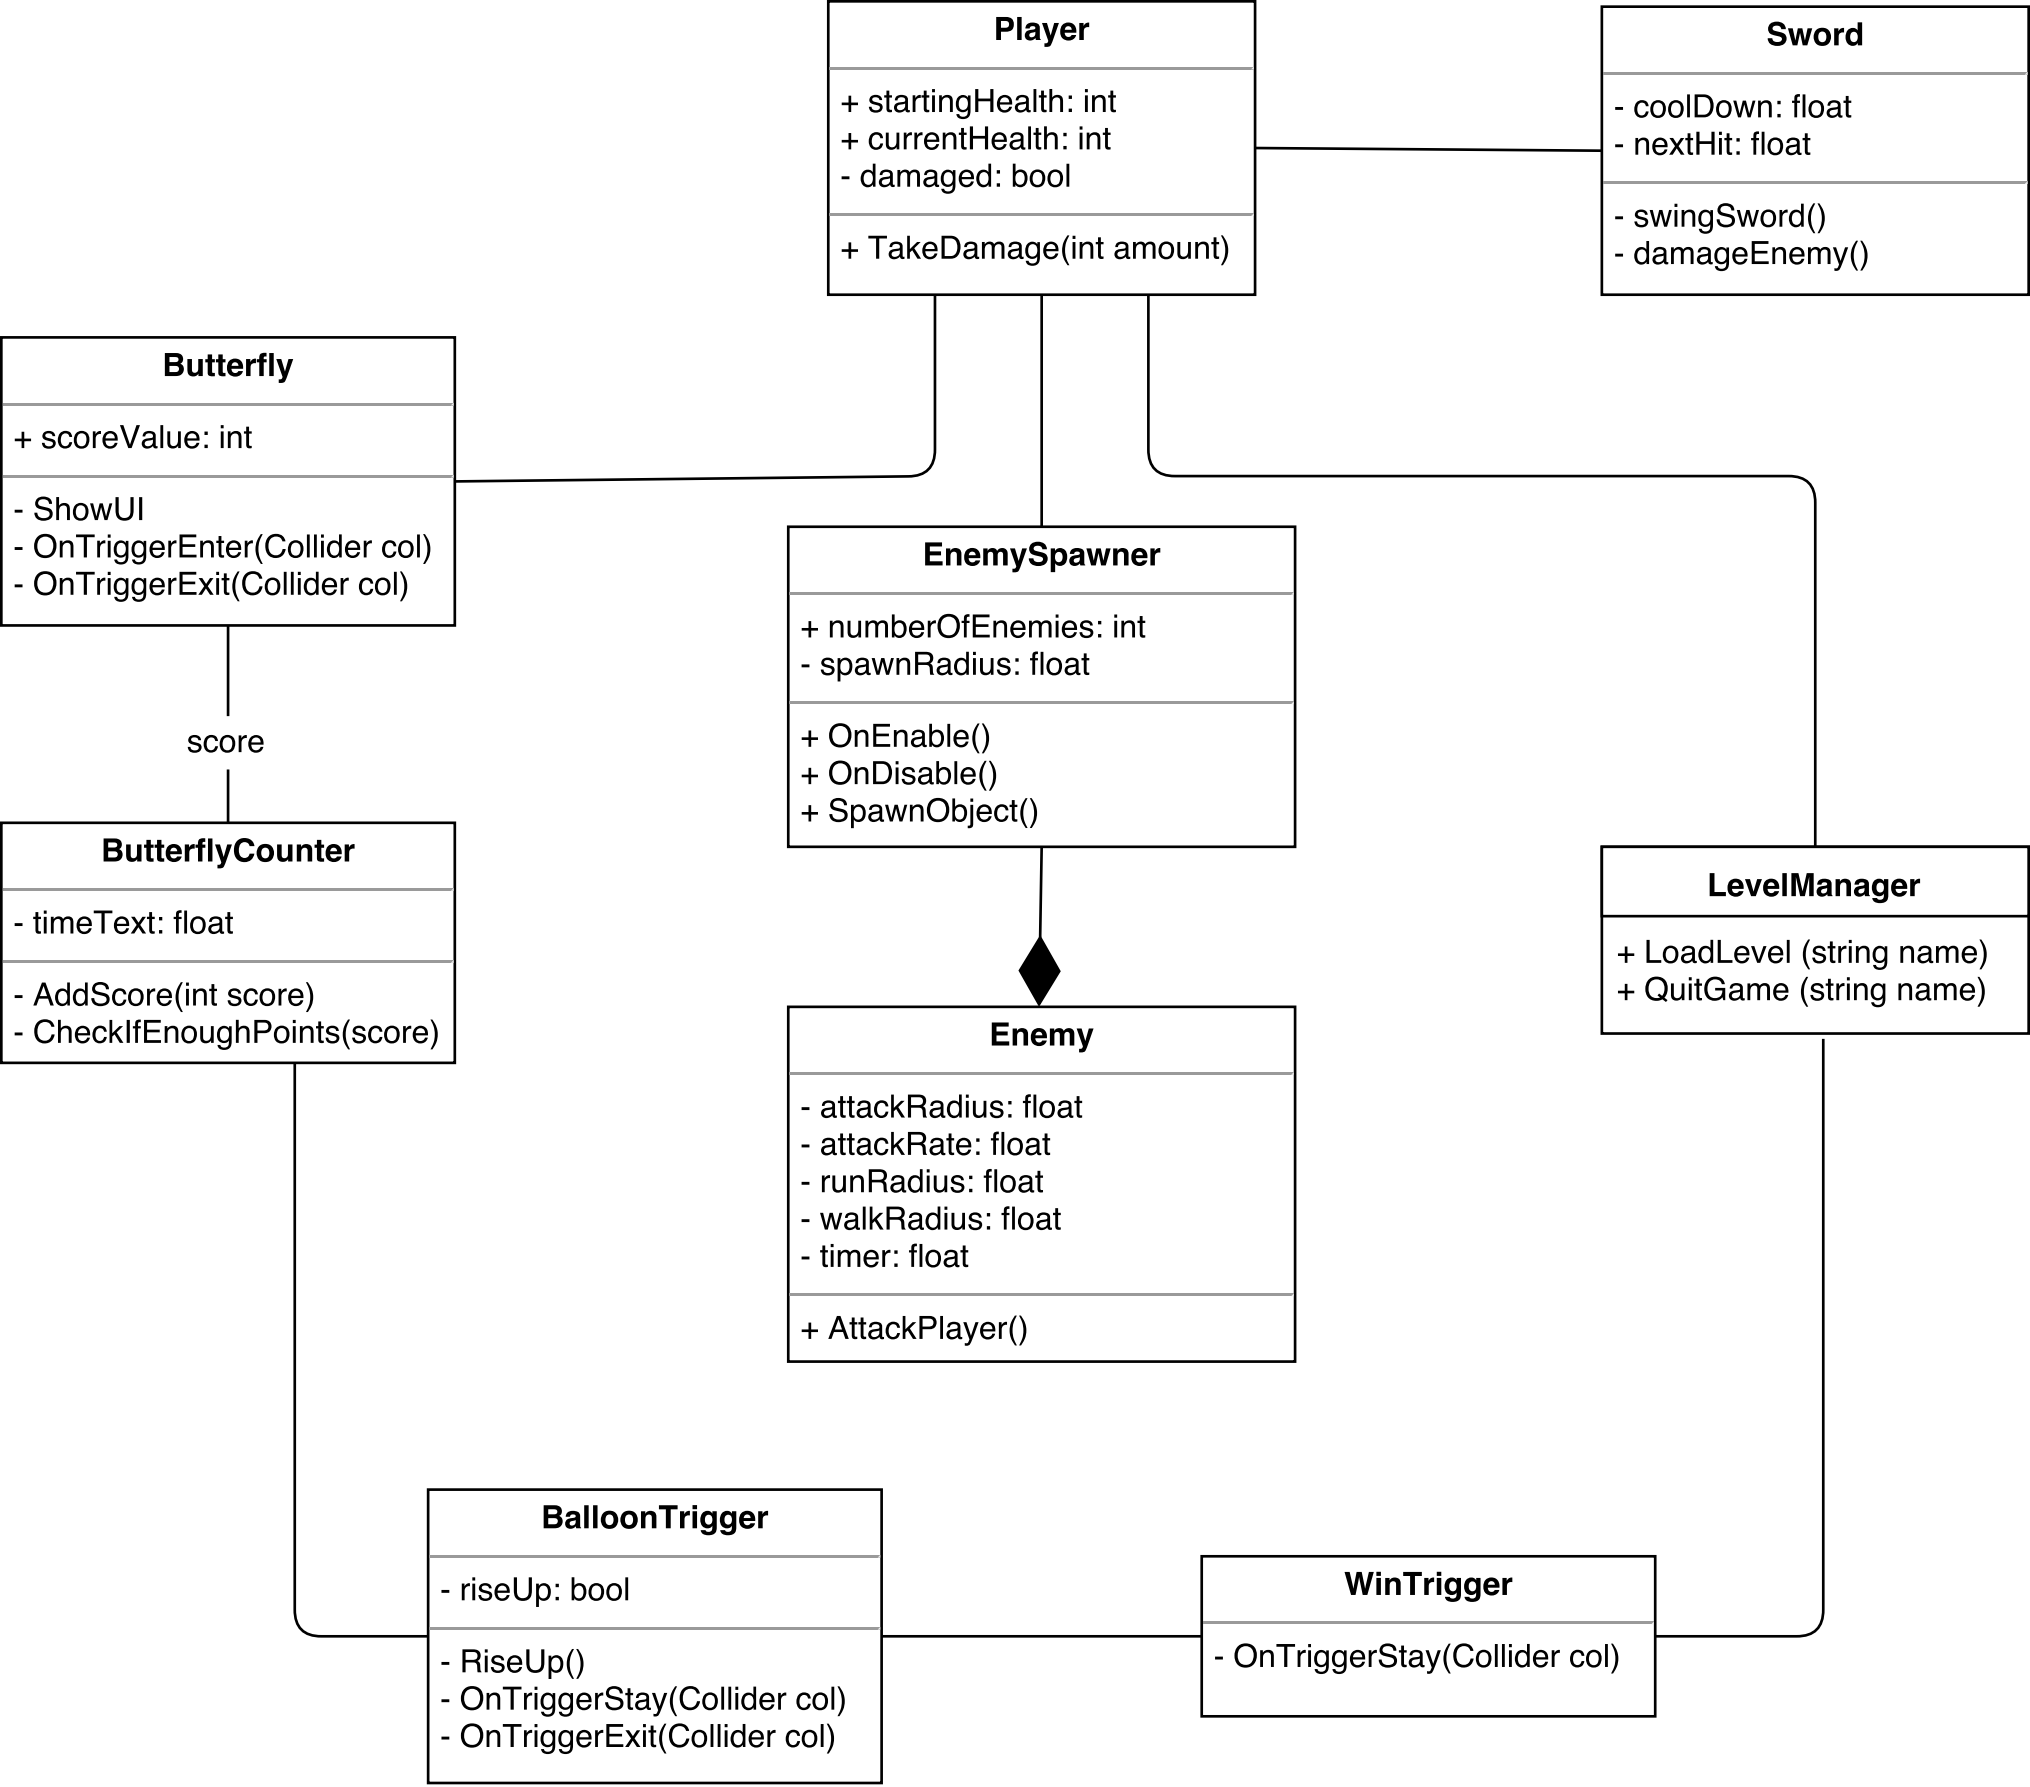 Player
+ startingHealth: int
+ currentHealth: int
- damaged: bool
+ TakeDamage(int amount)
Sword
- coolDown: float
- nextHit: float
- swingSword()
- damageEnemy()
Butterfly
+ scoreValue: int
- ShowUI
- OnTriggerEnter(Collider col)
- OnTriggerExit(Collider col)
EnemySpawner
+ numberOfEnemies: int
- spawnRadius: float
+ OnEnable()
+ OnDisable()
+ SpawnObject()
score
ButterflyCounter
- timeText: float
- AddScore(int score)
- CheckIfEnoughPoints(score)
LevelManager
+ LoadLevel (string name)
+ QuitGame (string name)
Enemy
- attackRadius: float
- attackRate: float
- runRadius: float
- walkRadius: float
- timer: float
+ AttackPlayer()
BalloonTrigger
- riseUp: bool
- RiseUp()
- OnTriggerStay(Collider col)
- OnTriggerExit(Collider col)
WinTrigger
- OnTriggerStay(Collider col)